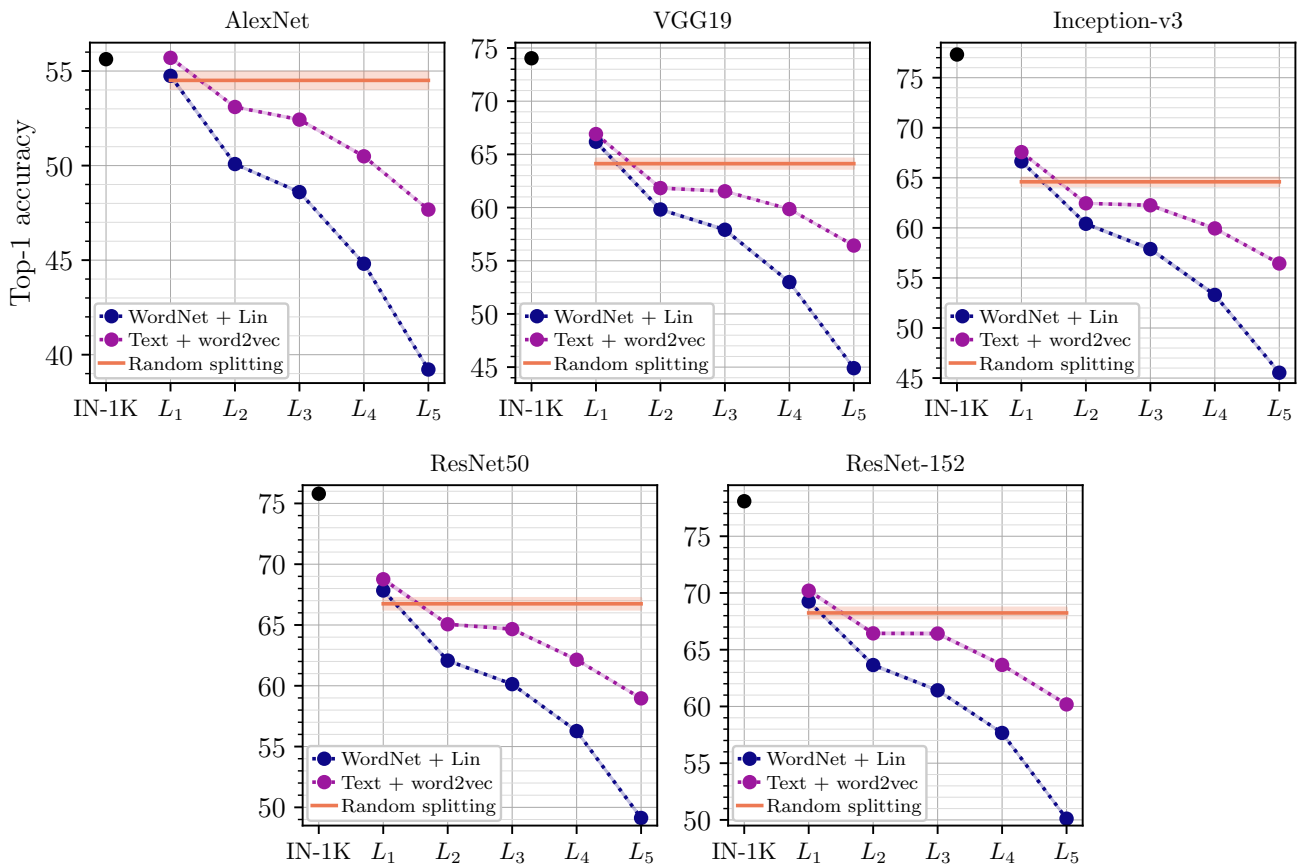 AlexNet
VGG19
Inception-v3
Top-1 accuracy
55
50
45
40
WordNet + Lin
Text + word2vec
Random splitting
IN-1K L1 L2 L3 L4 L5
75
70
65
60
55
50
45
WordNet + Lin
Text + word2vec
Random splitting
IN-1K L1 L2 L3 L4 L5
75
70
65
60
55
50
45
WordNet + Lin
Text + word2vec
Random splitting
IN-1K L1 L2 L3 L4 L5
ResNet50
ResNet-152
75
70
65
60
55
50
WordNet + Lin
Text + word2vec
Random splitting
IN-1K L1 L2 L3 L4 L5
75
70
65
60
55
50
WordNet + Lin
Text + word2vec
Random splitting
IN-1K L1 L2 L3 L4 L5